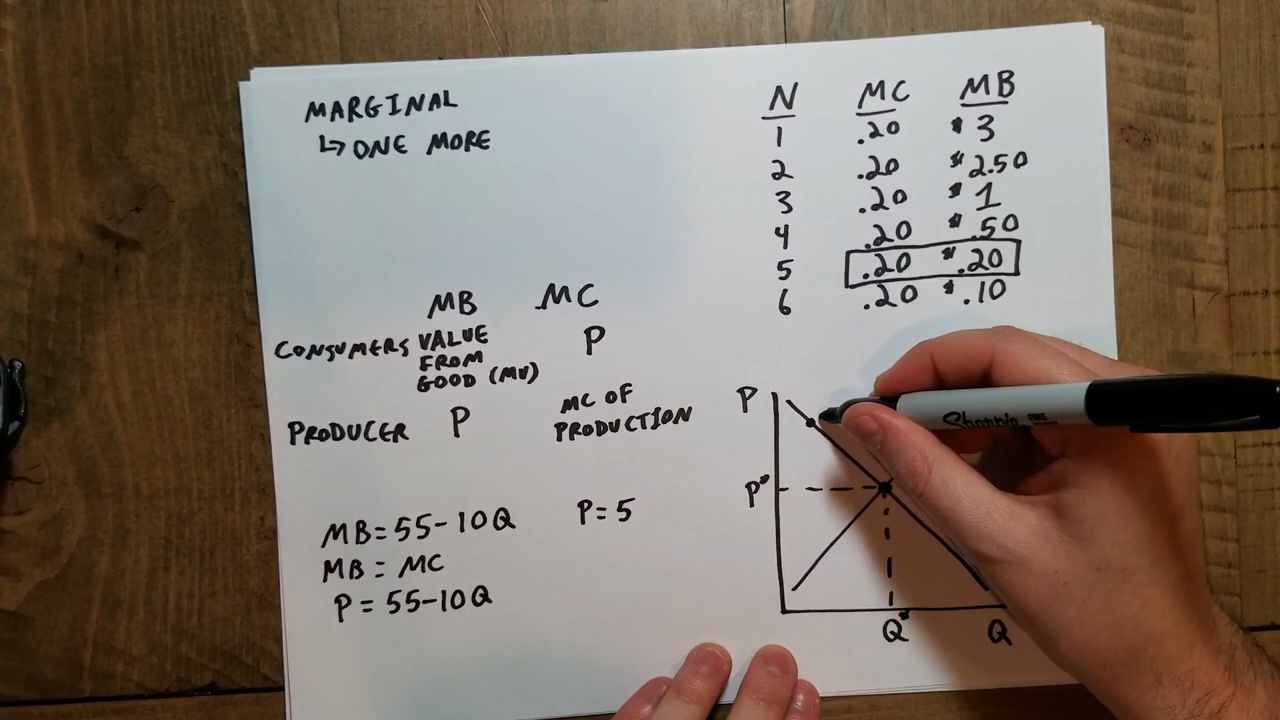 MARGINAL
↳ ONE MORE
N MC MB
1 .20 $3
2 .20 $2.50
3 .20 $1
4 .20 $.50
5 .20 $.20
6 .20 $.10
MB MC
CONSUMERS VALUE FROM GOOD (MV) P
PRODUCER P MC OF PRODUCTION
MB=55-10Q P=5
MB=MC
P=55-10Q
P
P*
Q* Q
Sharpie